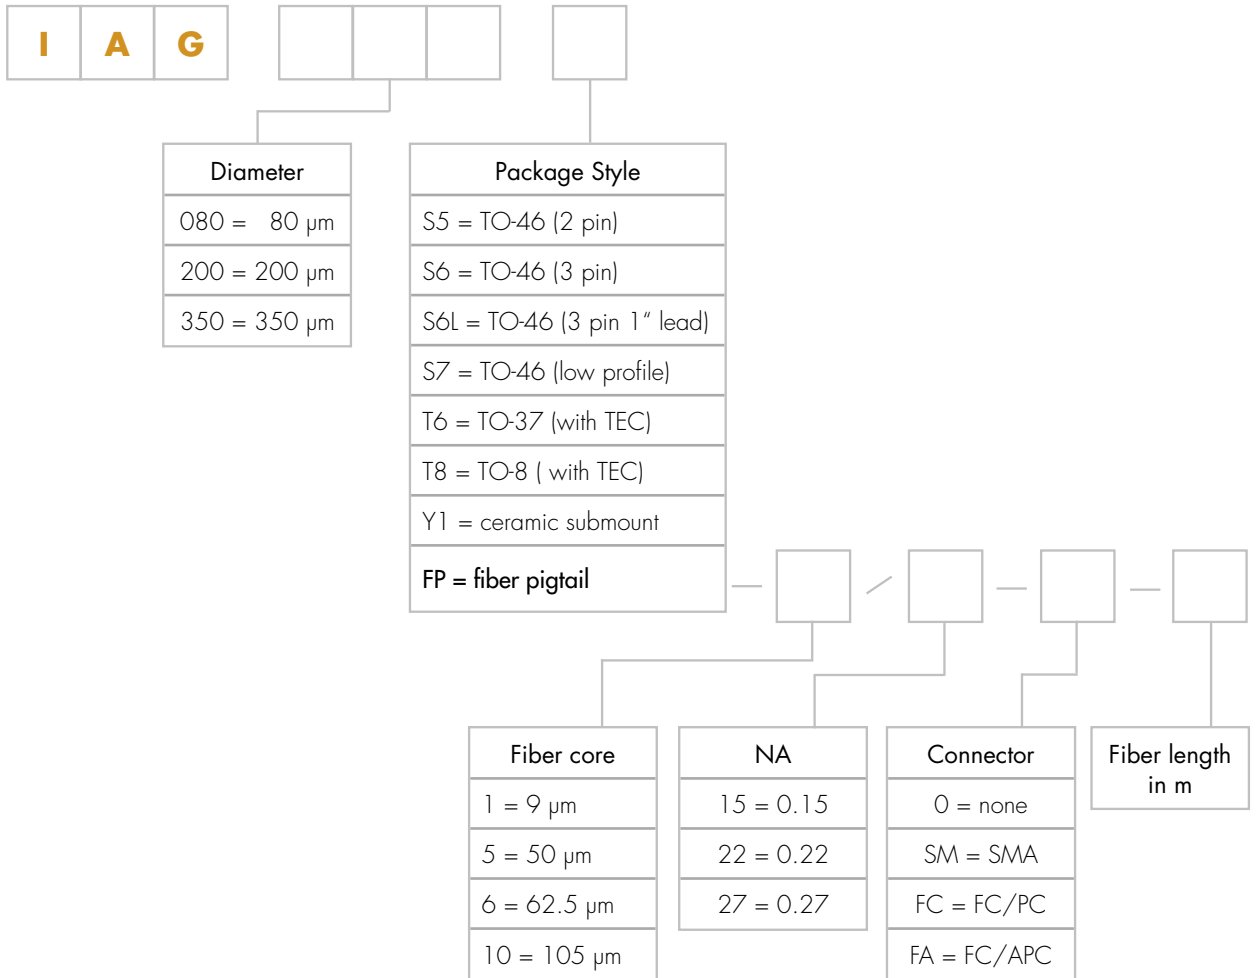 I A G
Diameter
080 = 80 µm
200 = 200 µm
350 = 350 µm
Package Style
S5 = TO-46 (2 pin)
S6 = TO-46 (3 pin)
S6L = TO-46 (3 pin 1“ lead)
S7 = TO-46 (low profile)
T6 = TO-37 (with TEC)
T8 = TO-8 ( with TEC)
Y1 = ceramic submount
FP = fiber pigtail
Fiber core
1 = 9 µm
5 = 50 µm
6 = 62.5 µm
10 = 105 µm
NA
15 = 0.15
22 = 0.22
27 = 0.27
Connector
0 = none
SM = SMA
FC = FC/PC
FA = FC/APC
Fiber length
in m